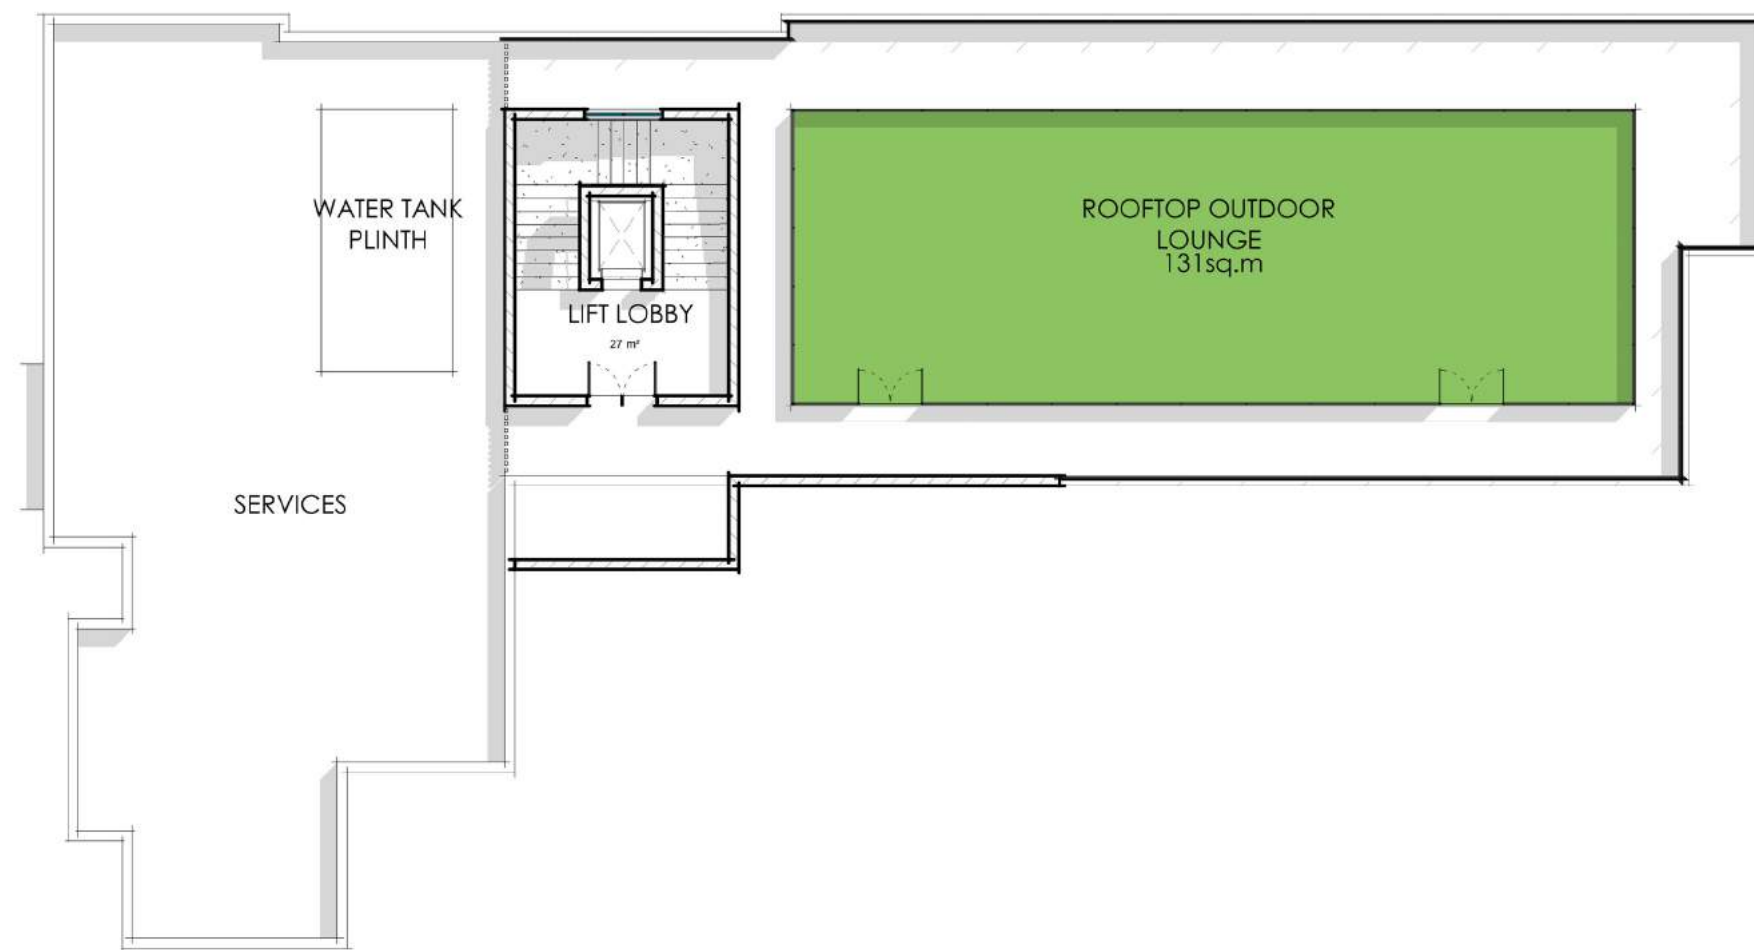 WATER TANK
PLINTH
ROOFTOP OUTDOOR
LOUNGE
131sq.m
LIFT LOBBY
27 m²
SERVICES